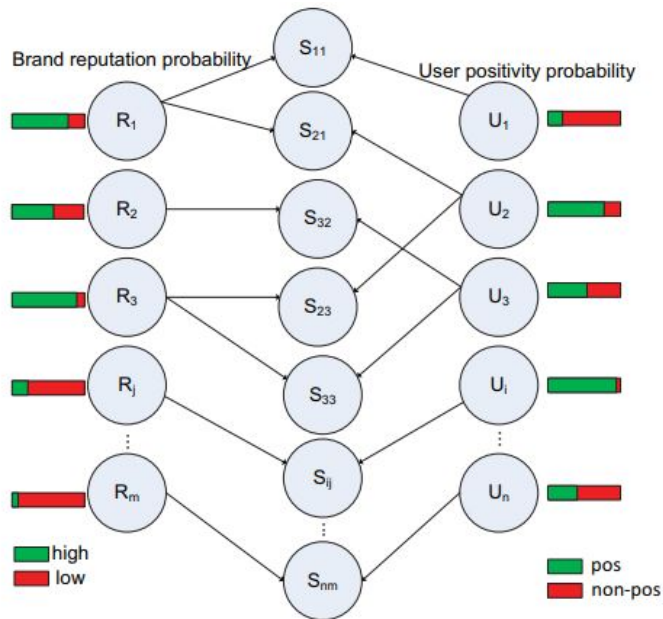 Brand reputation probability
User positivity probability
S11
R1
U1
S21
R2
U2
S32
R3
U3
S23
Rj
Ui
S33
Sij
Rm
Un
Snm
high
low
pos
non-pos